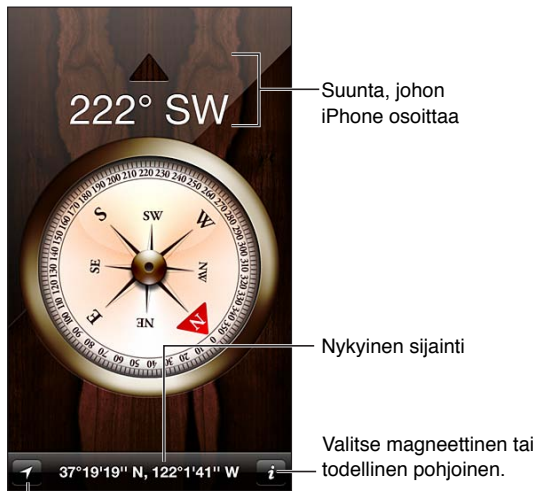 222° SW
Suunta, johon
iPhone osoittaa
S
SW
W
SE
NW
E
NE
N
Nykyinen sijainti
Valitse magneettinen tai
todellinen pohjoinen.
37°19'19" N, 122°1'41" W
i